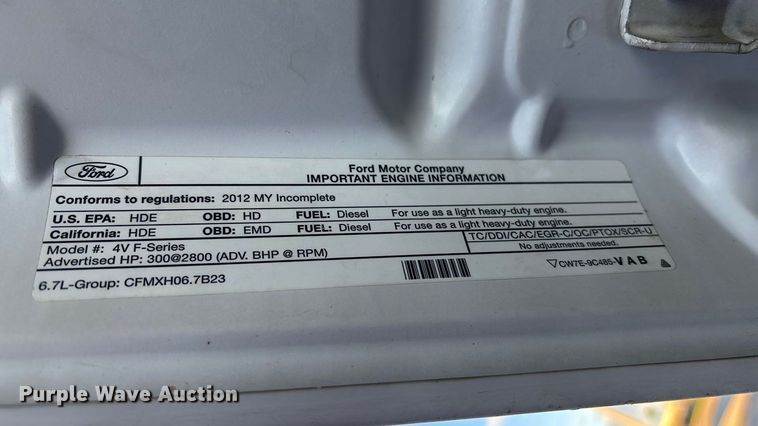 Ford
Ford Motor Company
IMPORTANT ENGINE INFORMATION
Conforms to regulations: 2012 MY Incomplete
U.S. EPA: HDE OBD: HD FUEL: Diesel For use as a light heavy-duty engine.
California: HDE OBD: EMD FUEL: Diesel For use as a light heavy-duty engine.
Model #: 4V F-Series TC/DDI/CAC/EGR-C/OC/PTOX/SCR-U
Advertised HP: 300@2800 (ADV. BHP @ RPM) No adjustments needed.
6.7L-Group: CFMXH06.7B23 CW7E-9C485-VAB
Purple Wave Auction